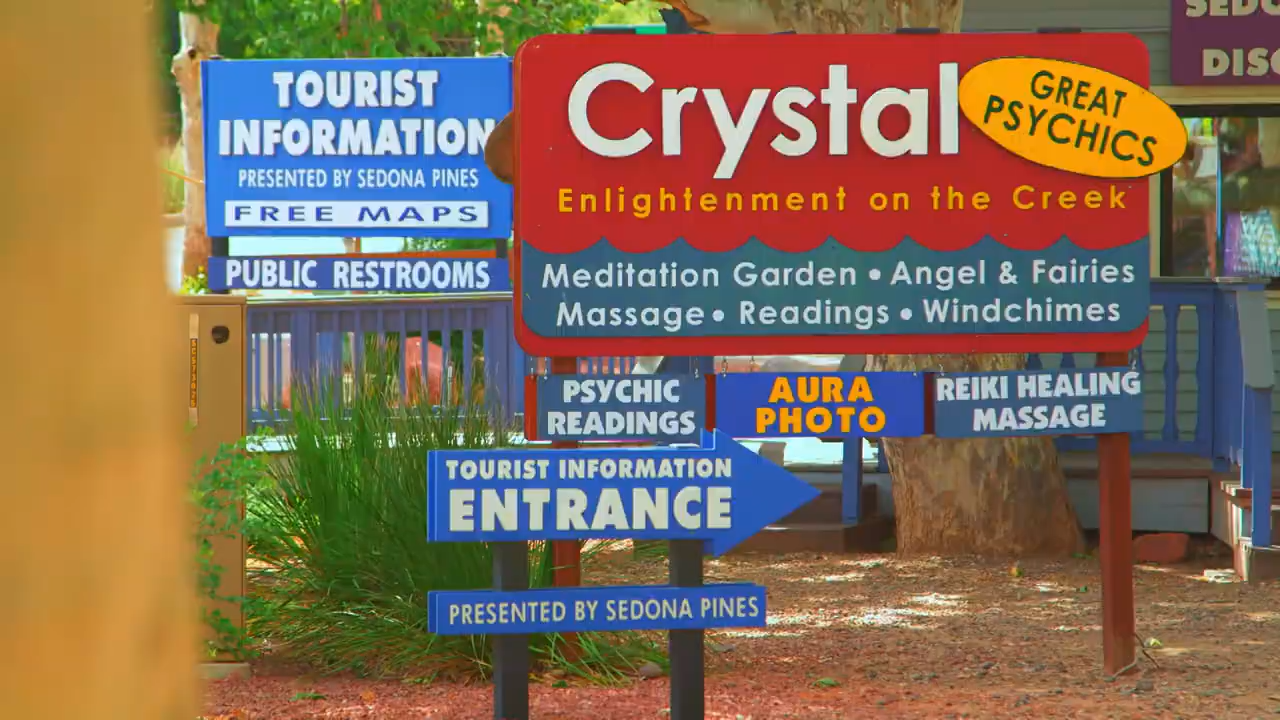 TOURIST
INFORMATION
PRESENTED BY SEDONA PINES
FREE MAPS
PUBLIC RESTROOMS
Crystal
GREAT
PSYCHICS
Enlightenment on the Creek
Meditation Garden • Angel & Fairies
Massage • Readings • Windchimes
PSYCHIC
READINGS
AURA
PHOTO
REIKI HEALING
MASSAGE
TOURIST INFORMATION
ENTRANCE
PRESENTED BY SEDONA PINES
SEDO
DISC